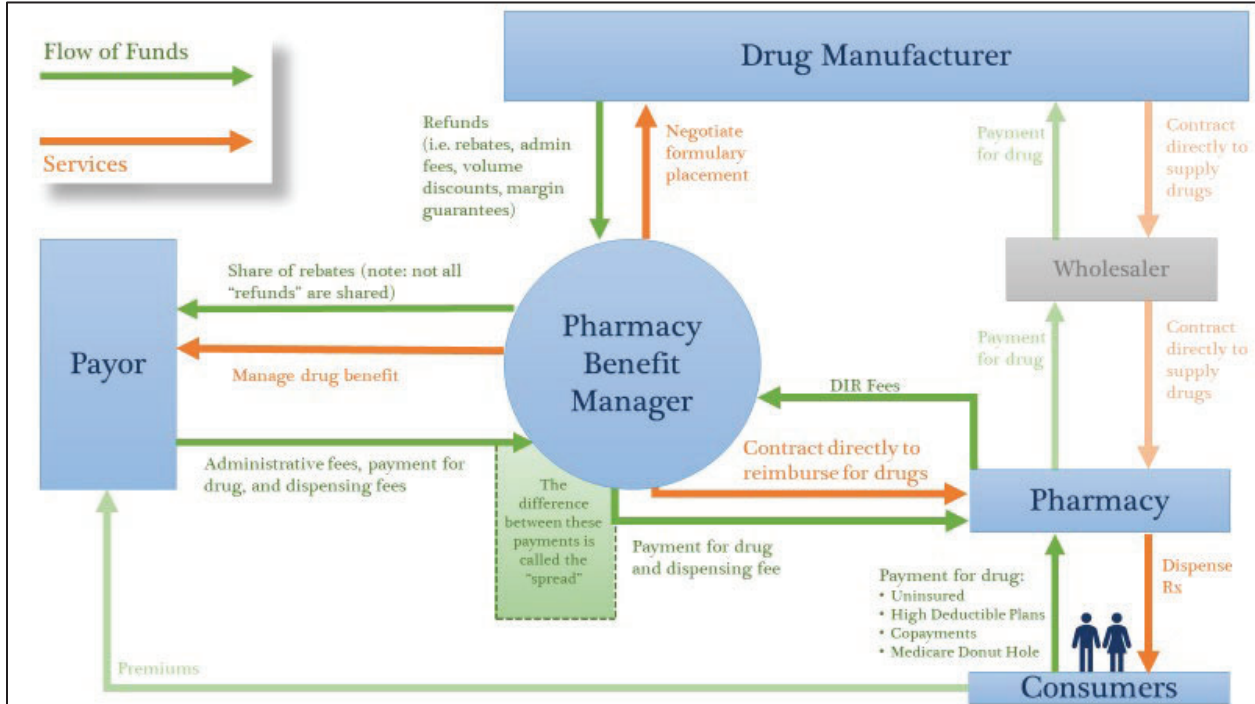 Flow of Funds
Services
Drug Manufacturer
Refunds
(i.e. rebates, admin
fees, volume
discounts, margin
guarantees)
Negotiate
formulary
placement
Payment
for drug
Contract
directly to
supply
drugs
Wholesaler
Share of rebates (note: not all
"refunds" are shared)
Payor
Manage drug benefit
Pharmacy
Benefit
Manager
Payment
for drug
Contract
directly to
supply
drugs
DIR Fees
Administrative fees, payment for
drug, and dispensing fees
Contract directly to
reimburse for drugs
Pharmacy
The
difference
between these
payments is
called the
"spread"
Payment for drug
and dispensing fee
Payment for drug:
• Uninsured
• High Deductible Plans
• Copayments
• Medicare Donut Hole
Dispense
Rx
Premiums
Consumers